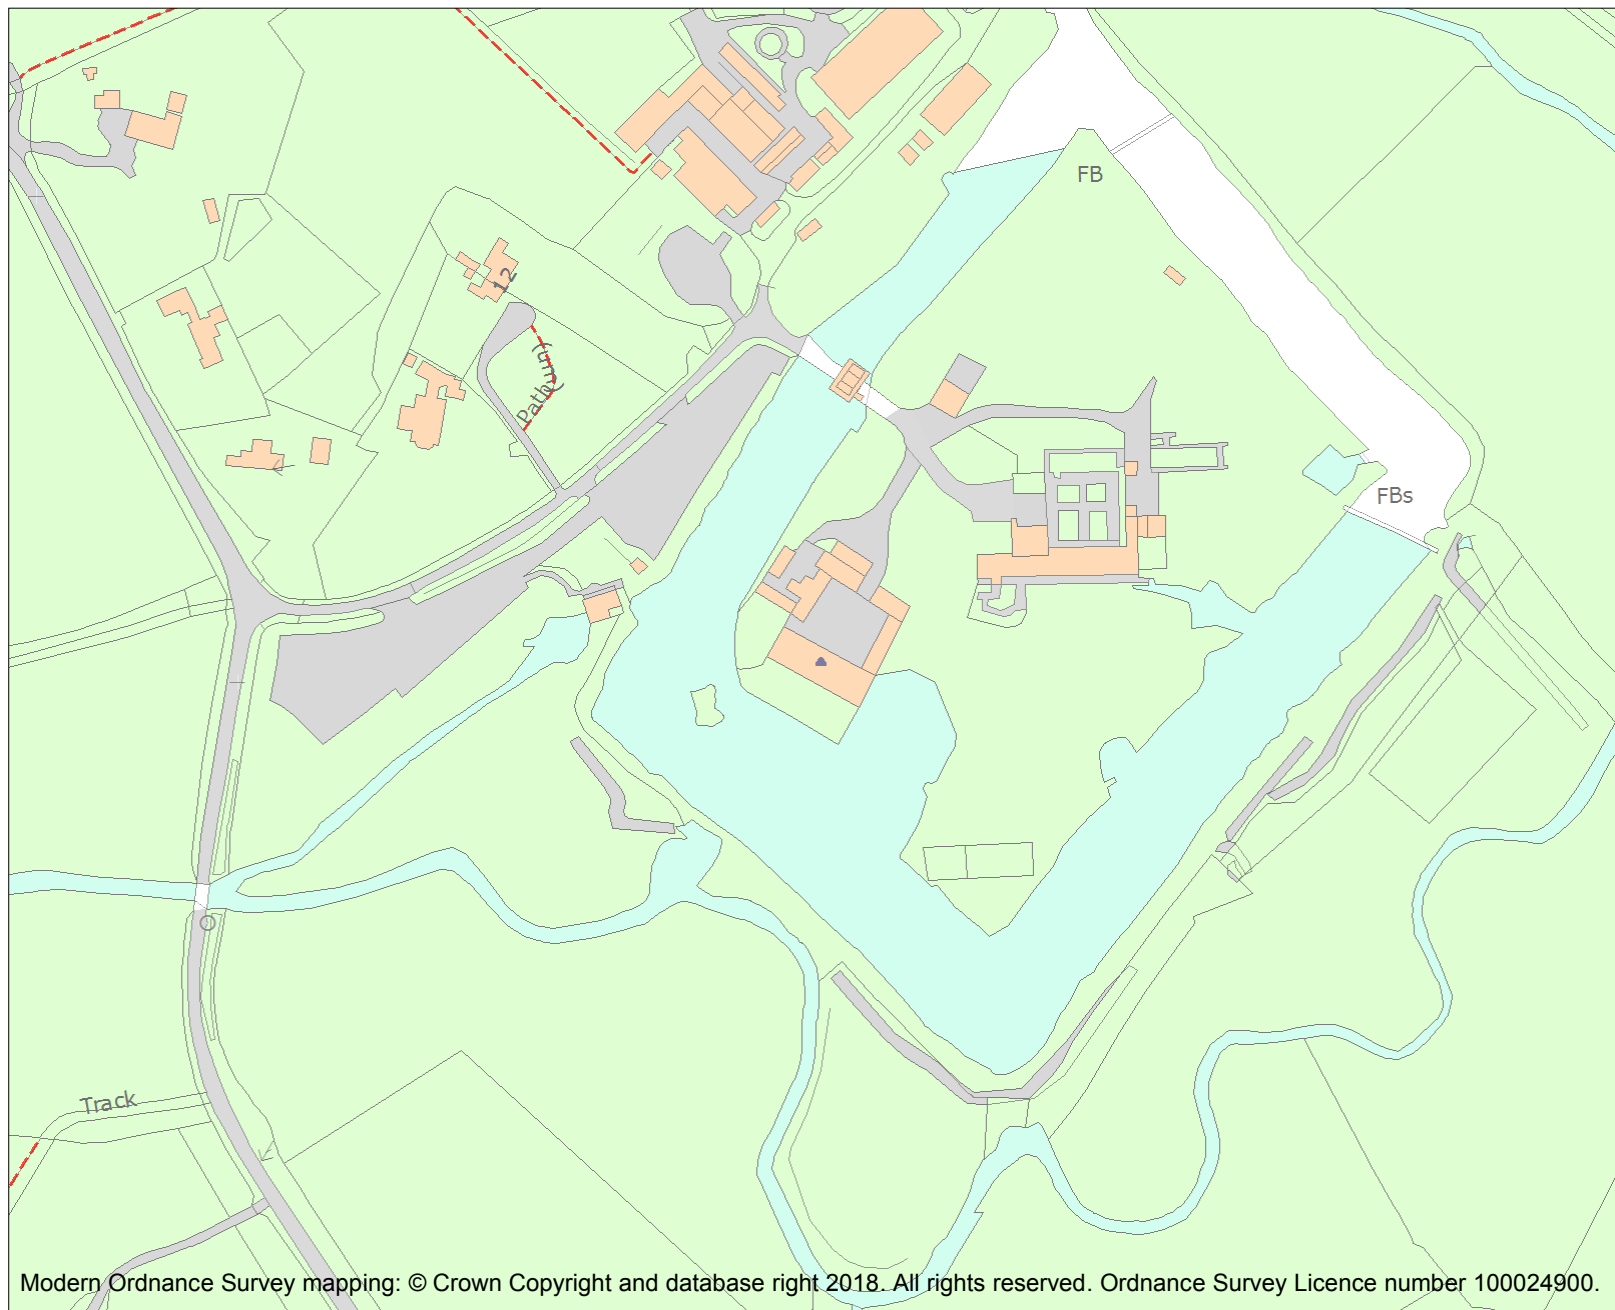 FB
12
Path (um)
FBs
Track
Modern Ordnance Survey mapping: © Crown Copyright and database right 2018. All rights reserved. Ordnance Survey Licence number 100024900.